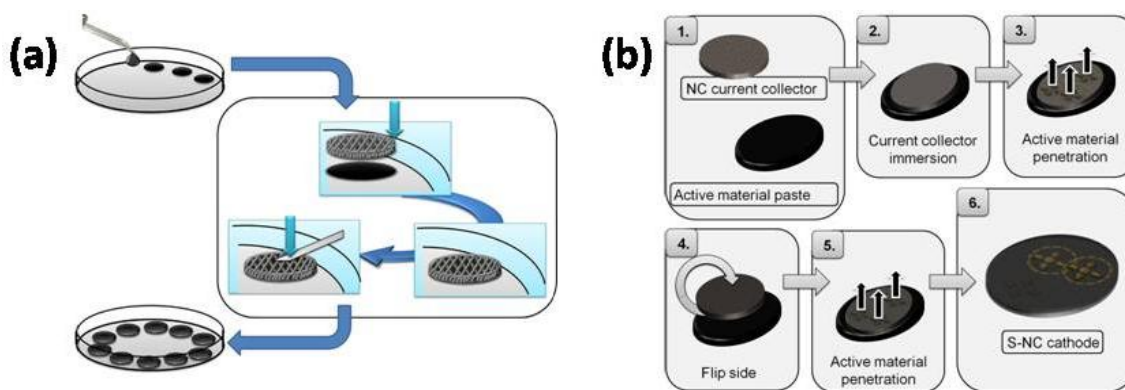 (a)
(b)
1.
NC current collector
Active material paste
2.
Current collector
immersion
3.
Active material
penetration
4.
Flip side
5.
Active material
penetration
6.
S-NC cathode